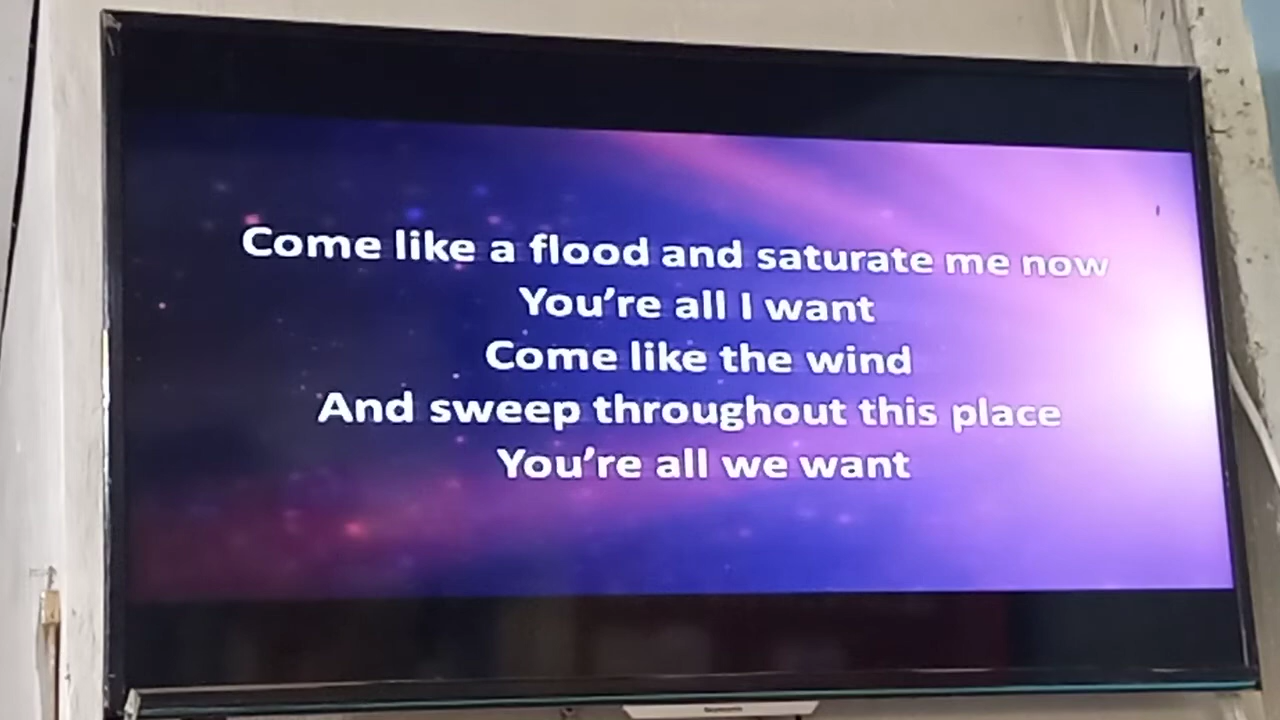 Come like a flood and saturate me now
You're all I want
Come like the wind
And sweep throughout this place
You're all we want